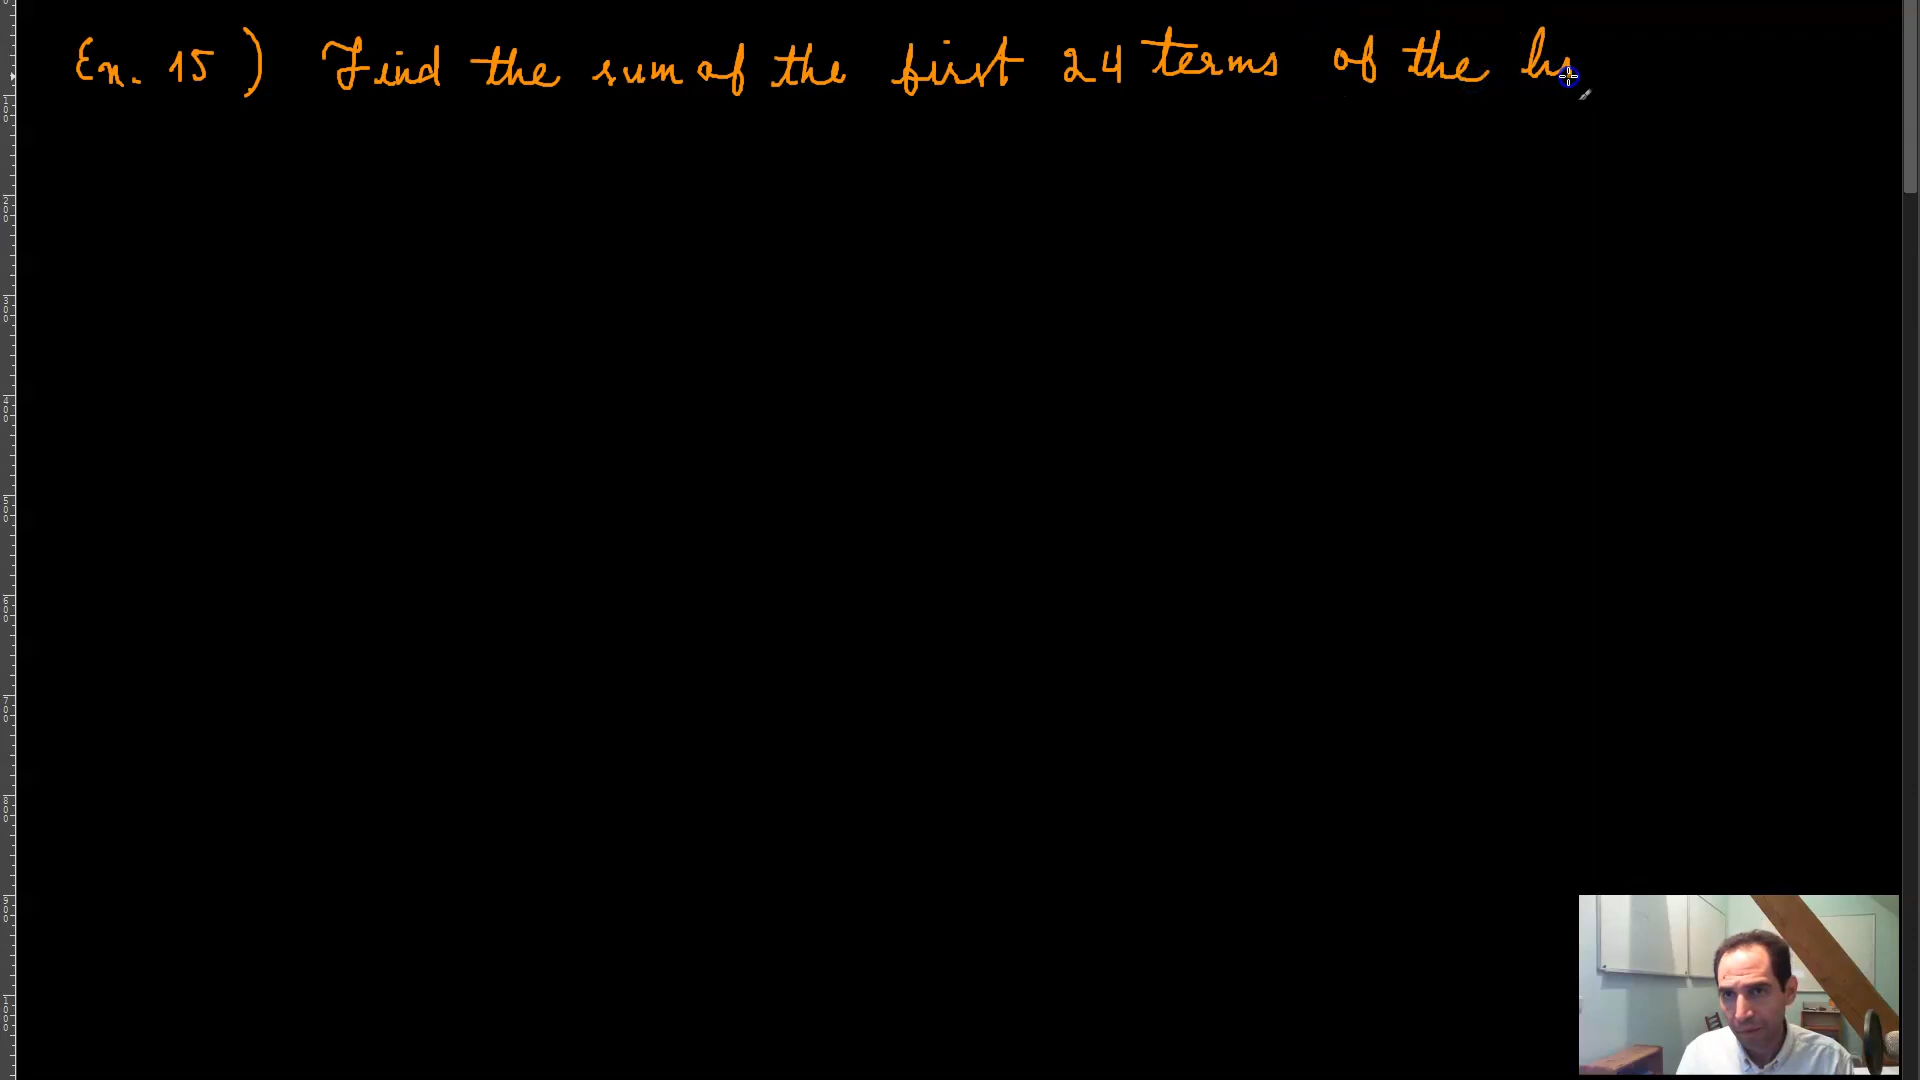 Ex. 15) Find the sum of the first 24 terms of the